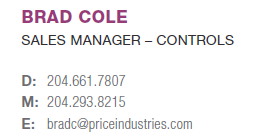 BRAD COLE
SALES MANAGER – CONTROLS
D: 204.661.7807
M: 204.293.8215
E: bradc@priceindustries.com